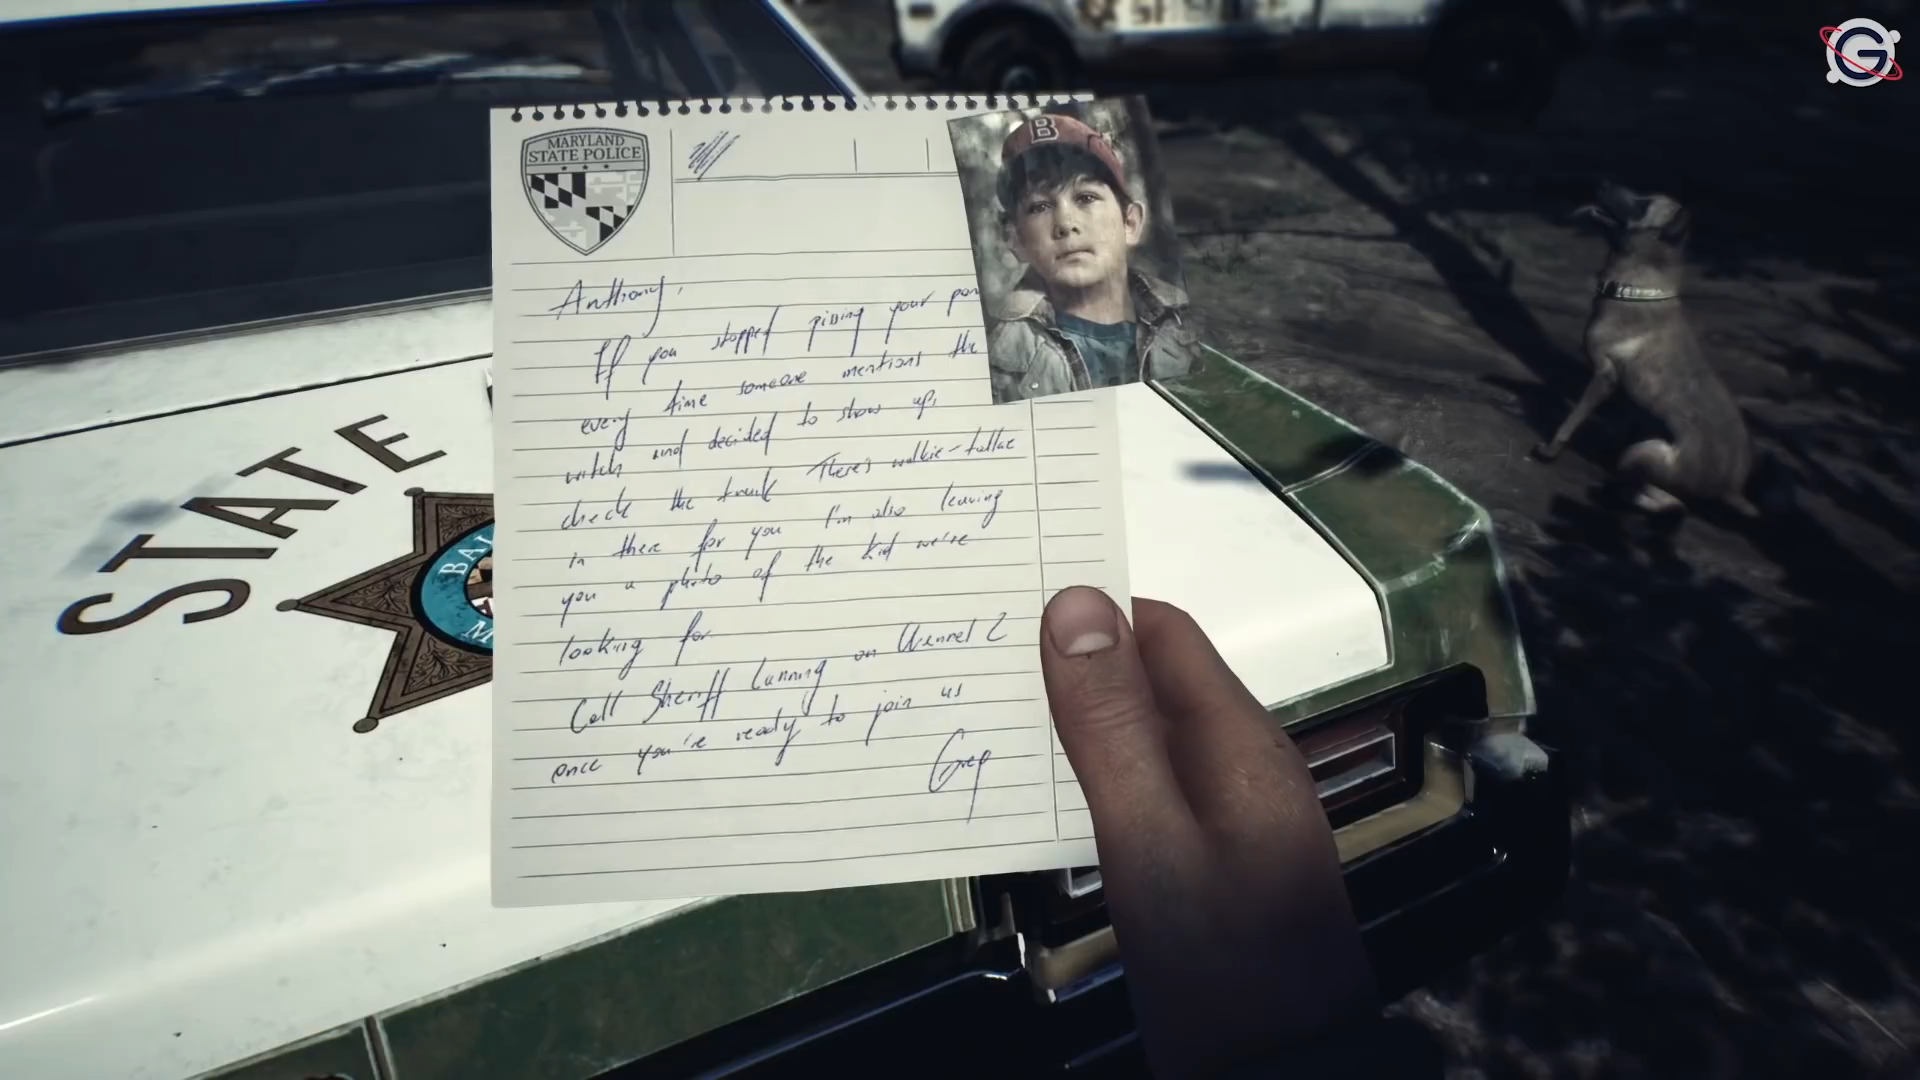 MARYLAND
STATE POLICE
Anthony,
If you stopped pissing your pan
every time someone mentions the
witch and decided to show up,
check the trunk There's walkie-talkie
in there for you I'm also leaving
you a photo of the kid we're
looking for
Call Sheriff Lanning on Channel 2
once you're ready to join us
Greg
B
STATE
BAL
M
G